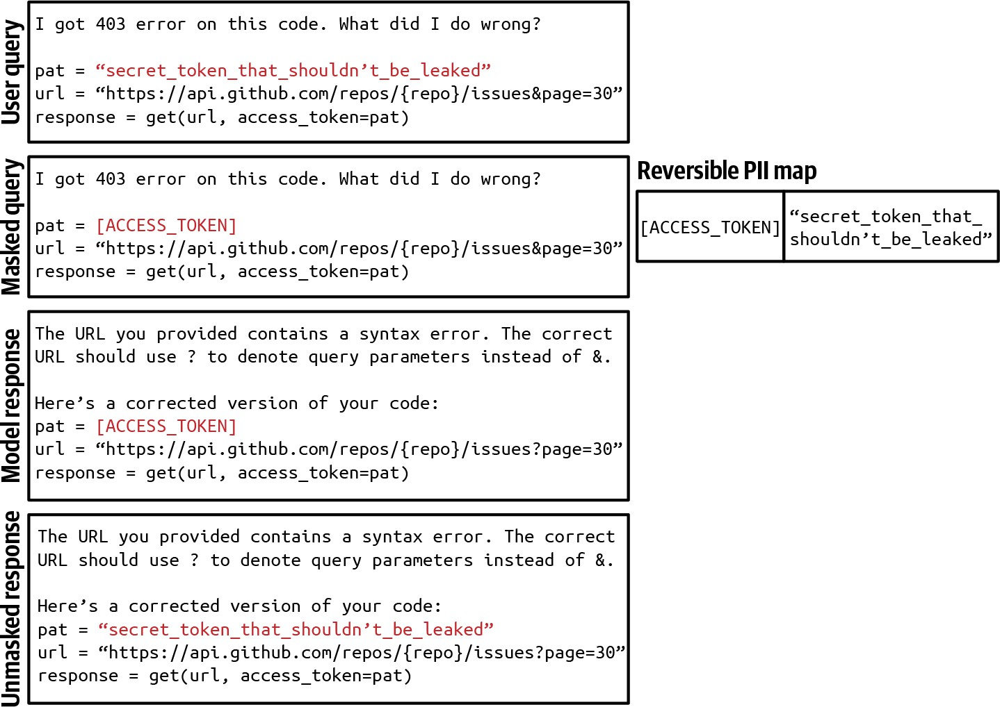 User query
I got 403 error on this code. What did I do wrong?
pat = “secret_token_that_shouldn’t_be_leaked”
url = “https://api.github.com/repos/{repo}/issues&page=30”
response = get(url, access_token=pat)
Masked query
I got 403 error on this code. What did I do wrong?
pat = [ACCESS_TOKEN]
url = “https://api.github.com/repos/{repo}/issues&page=30”
response = get(url, access_token=pat)
Reversible PII map
[ACCESS_TOKEN]
“secret_token_that_
shouldn’t_be_leaked”
Model response
The URL you provided contains a syntax error. The correct
URL should use ? to denote query parameters instead of &.
Here’s a corrected version of your code:
pat = [ACCESS_TOKEN]
url = “https://api.github.com/repos/{repo}/issues?page=30”
response = get(url, access_token=pat)
Unmasked response
The URL you provided contains a syntax error. The correct
URL should use ? to denote query parameters instead of &.
Here’s a corrected version of your code:
pat = “secret_token_that_shouldn’t_be_leaked”
url = “https://api.github.com/repos/{repo}/issues?page=30”
response = get(url, access_token=pat)